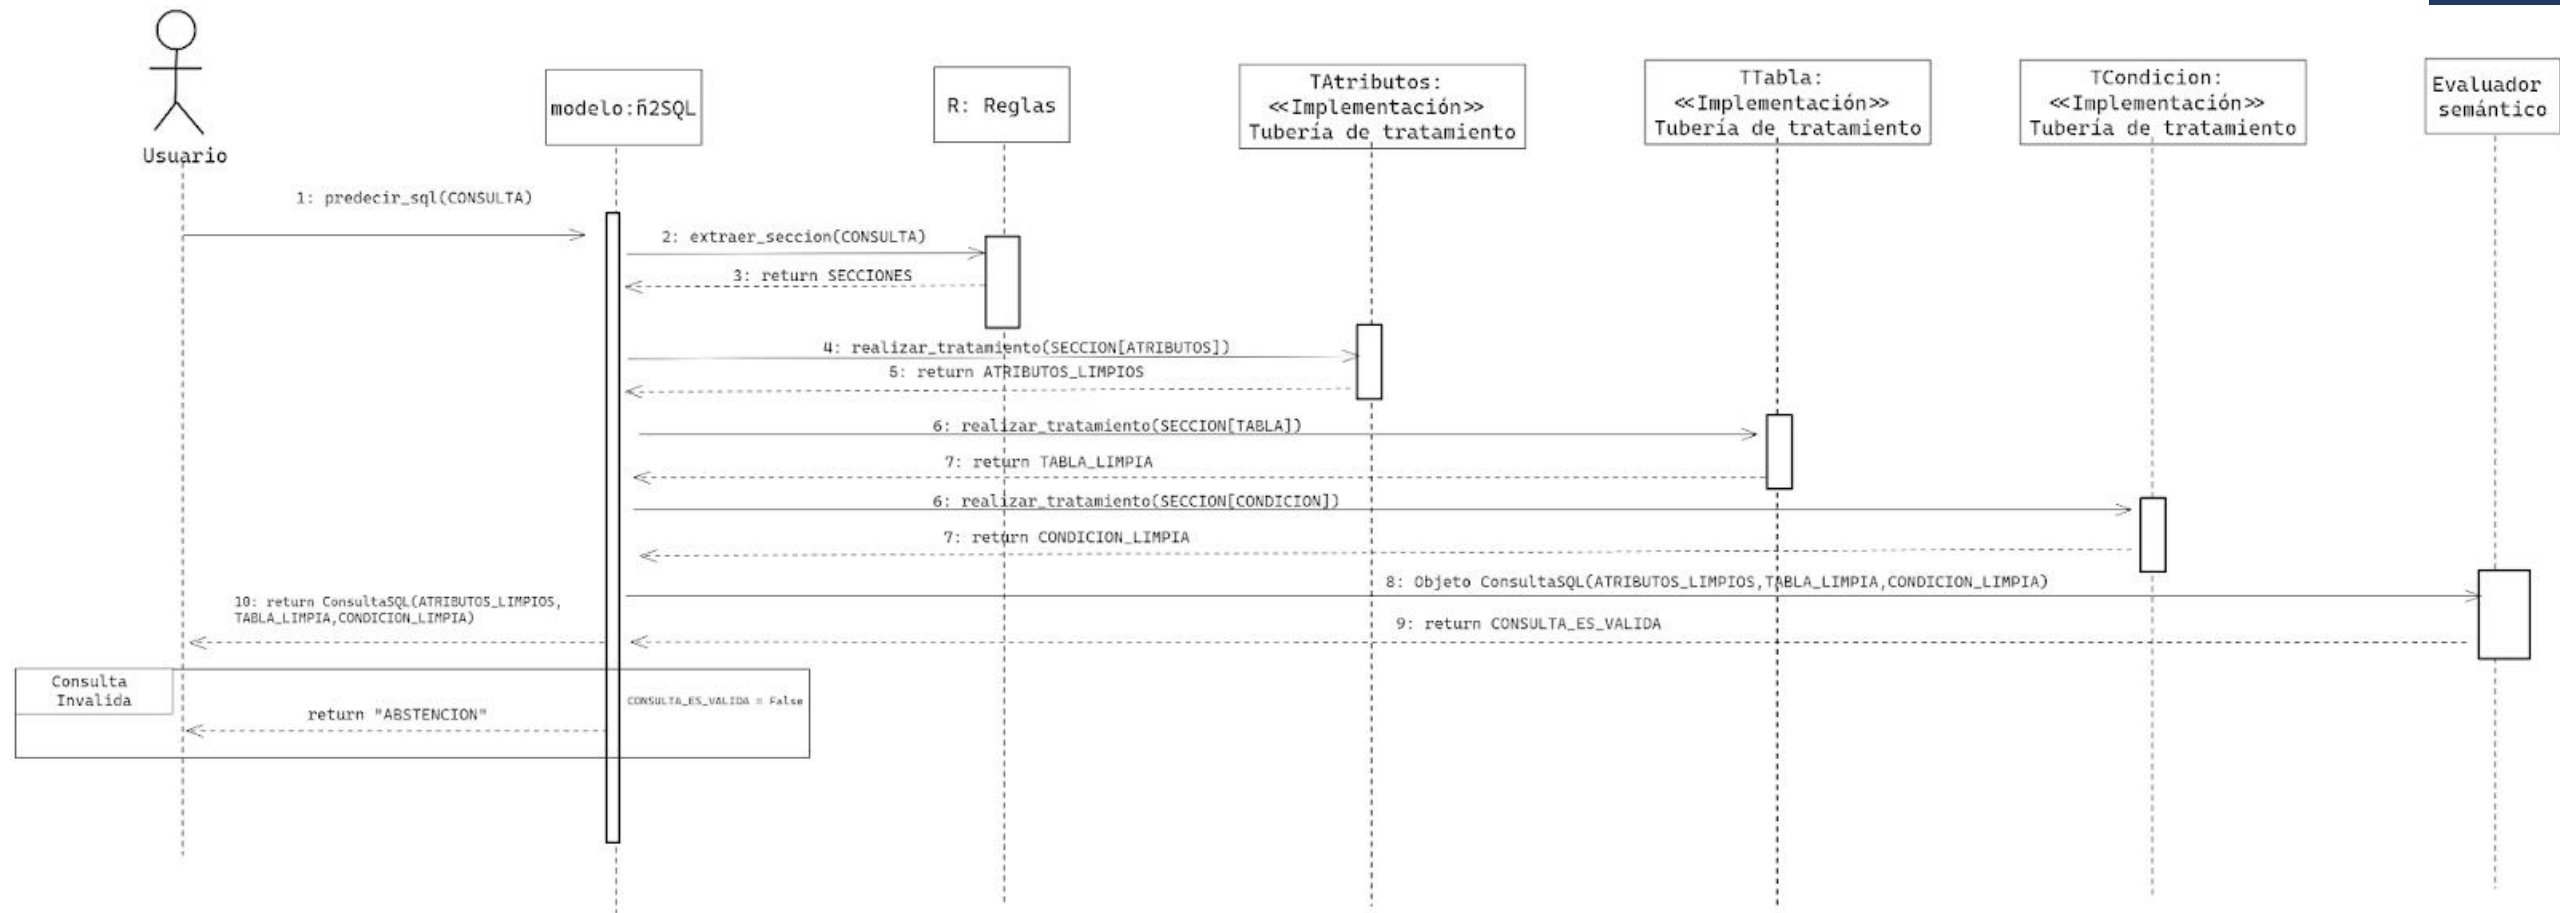 Usuario
modelo:ñ2SQL
R: Reglas
TAtributos:
<<Implementación>>
Tubería de tratamiento
TTabla:
<<Implementación>>
Tubería de tratamiento
TCondicion:
<<Implementación>>
Tubería de tratamiento
Evaluador
semántico
1: predecir_sql(CONSULTA)
2: extraer_seccion(CONSULTA)
3: return SECCIONES
4: realizar_tratamiento(SECCION[ATRIBUTOS])
5: return ATRIBUTOS_LIMPIOS
6: realizar_tratamiento(SECCION[TABLA])
7: return TABLA_LIMPIA
6: realizar_tratamiento(SECCION[CONDICION])
7: return CONDICION_LIMPIA
8: Objeto ConsultaSQL(ATRIBUTOS_LIMPIOS,TABLA_LIMPIA,CONDICION_LIMPIA)
9: return CONSULTA_ES_VALIDA
10: return ConsultaSQL(ATRIBUTOS_LIMPIOS,
TABLA_LIMPIA,CONDICION_LIMPIA)
Consulta
Invalida
CONSULTA_ES_VALIDA = False
return "ABSTENCION"